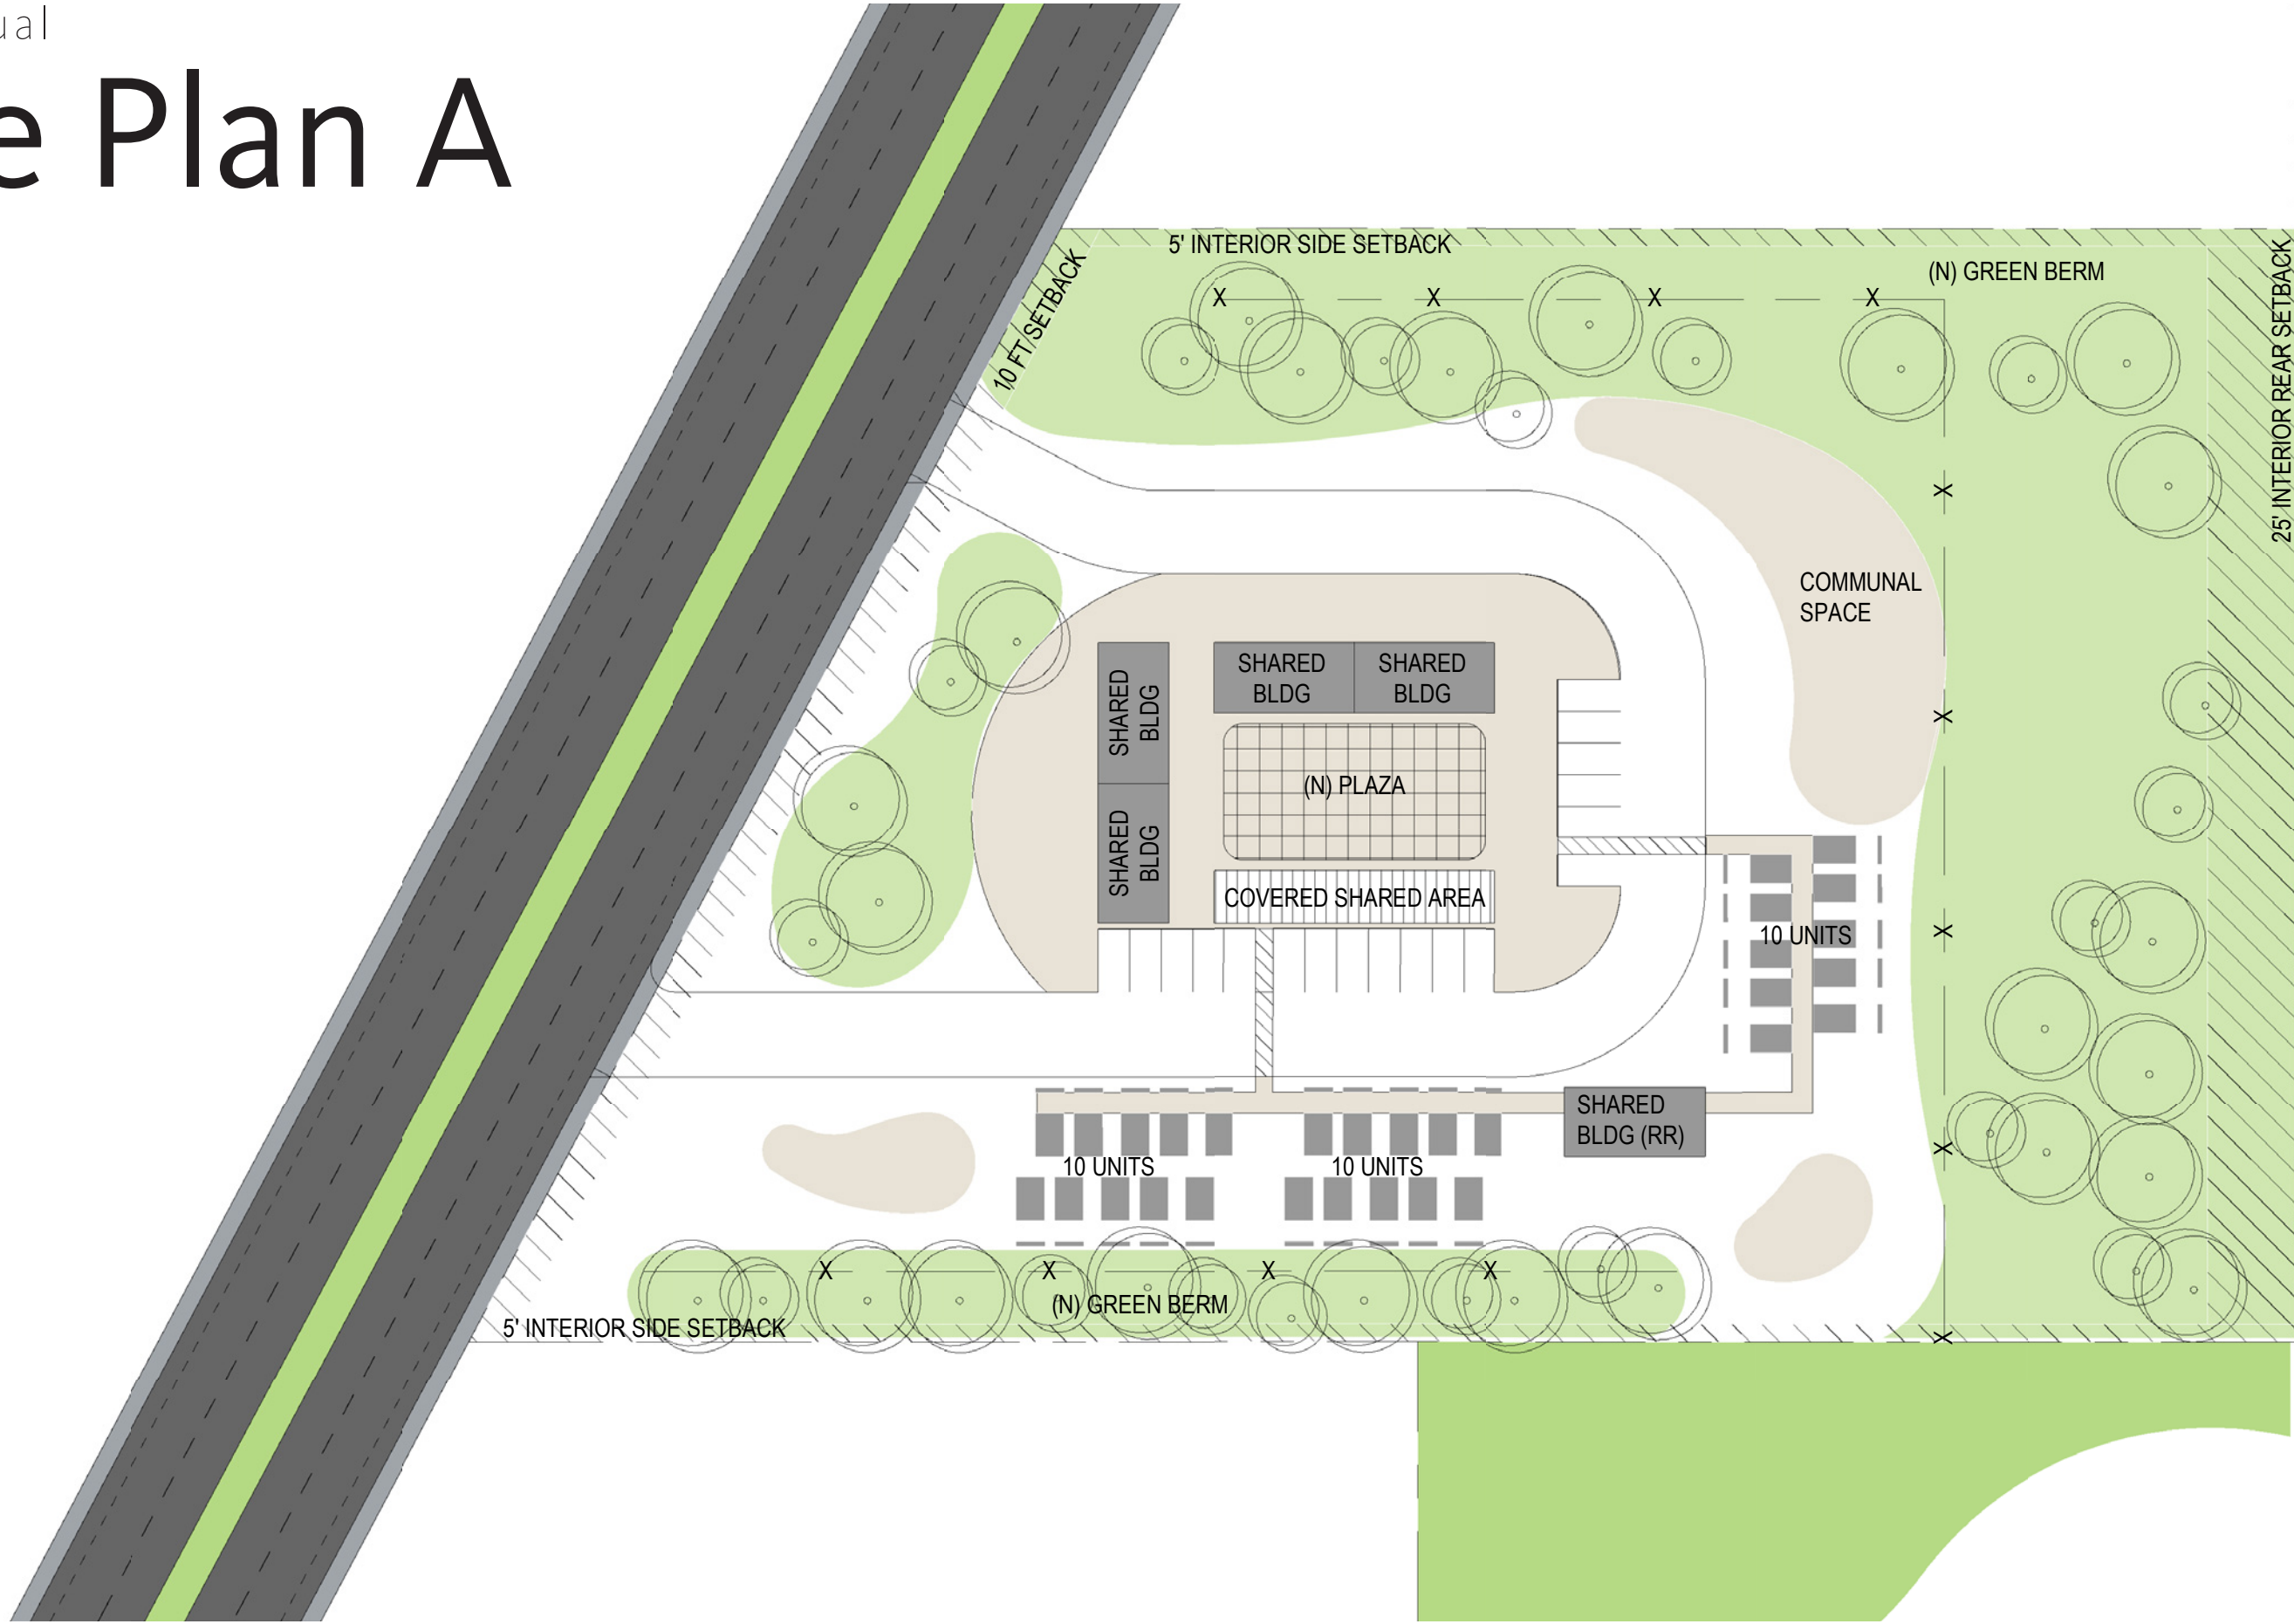 ual
e Plan A
5' INTERIOR SIDE SETBACK
(N) GREEN BERM
10 FT SETBACK
25' INTERIOR REAR SETBACK
X X X X
X
COMMUNAL
SPACE
SHARED
BLDG
SHARED
BLDG
SHARED
BLDG
X
(N) PLAZA
SHARED
BLDG
COVERED SHARED AREA
10 UNITS
X
SHARED
BLDG (RR)
10 UNITS
10 UNITS
X
X X X X
(N) GREEN BERM
5' INTERIOR SIDE SETBACK
X